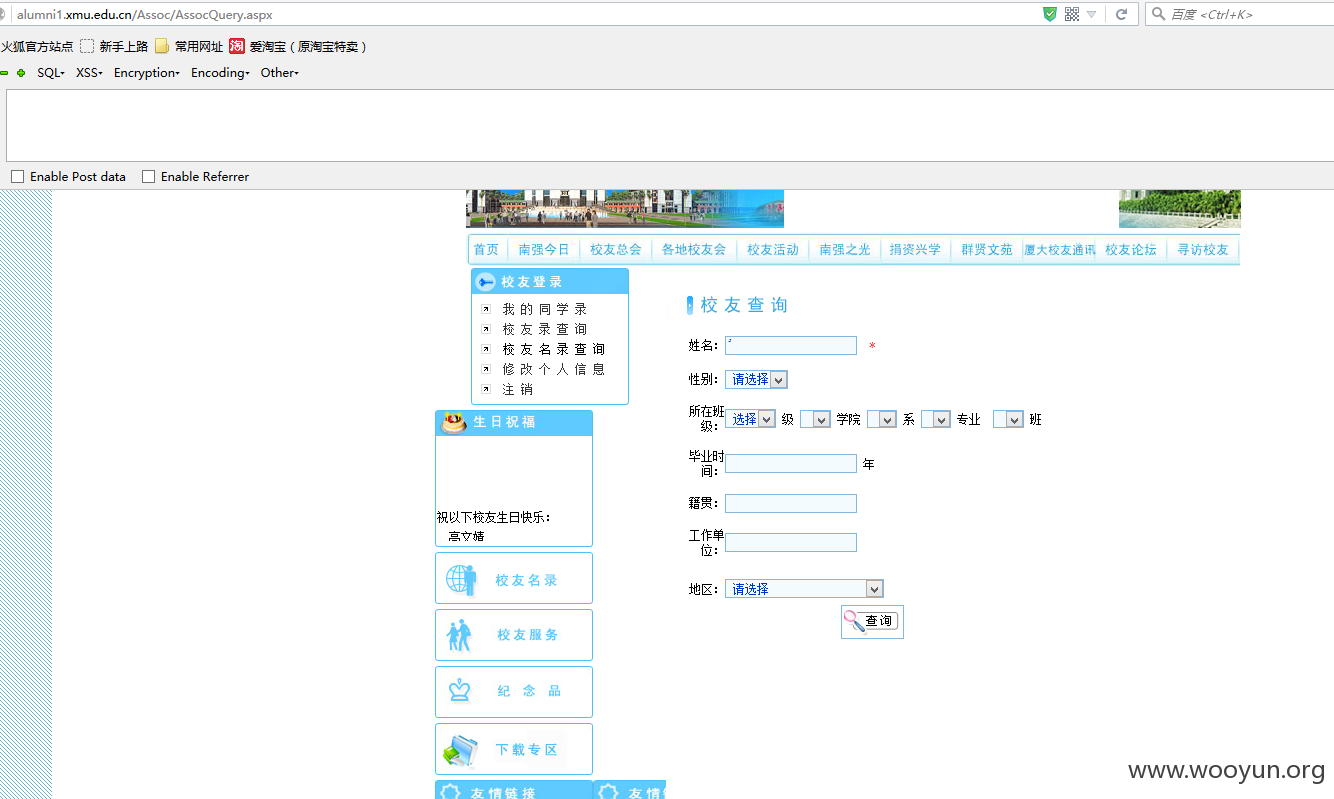 alumni1.xmu.edu.cn/Assoc/AssocQuery.aspx
百度 <Ctrl+K>
火狐官方站点 新手上路 常用网址 淘 爱淘宝（原淘宝特卖）
SQL XSS Encryption Encoding Other
Enable Post data Enable Referrer
首页 南强今日 校友总会 各地校友会 校友活动 南强之光 捐资兴学 群贤文苑 厦大校友通讯 校友论坛 寻访校友
校友登录
我的同学录
校友录查询
校友名录查询
修改个人信息
注销
生日祝福
祝以下校友生日快乐：
高文婧
校友名录
校友服务
纪念品
下载专区
友情链接
友情
校友查询
姓名： ' *
性别： 请选择
所在班级： 选择 级 学院 系 专业 班
毕业时间： 年
籍贯：
工作单位：
地区： 请选择
查询
www.wooyun.org